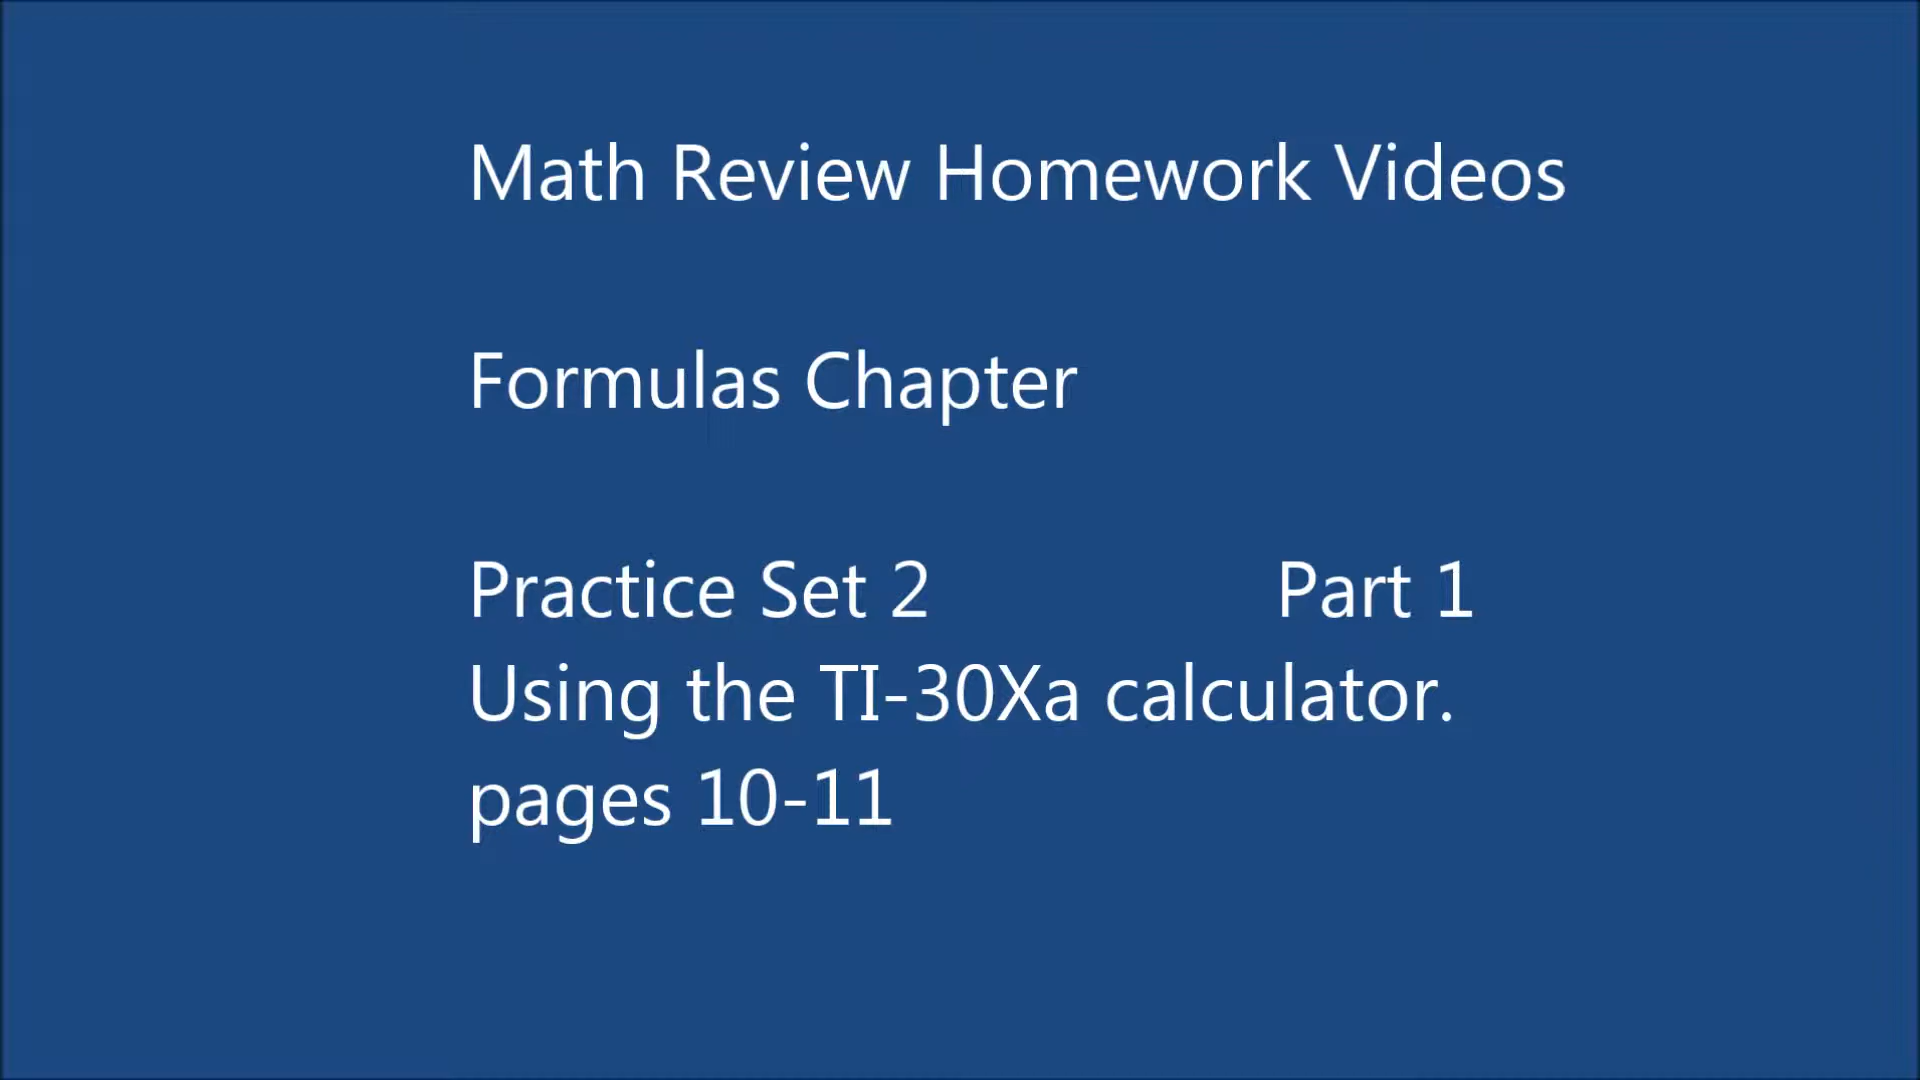 Math Review Homework Videos
Formulas Chapter
Practice Set 2 Part 1
Using the TI-30Xa calculator.
pages 10-11